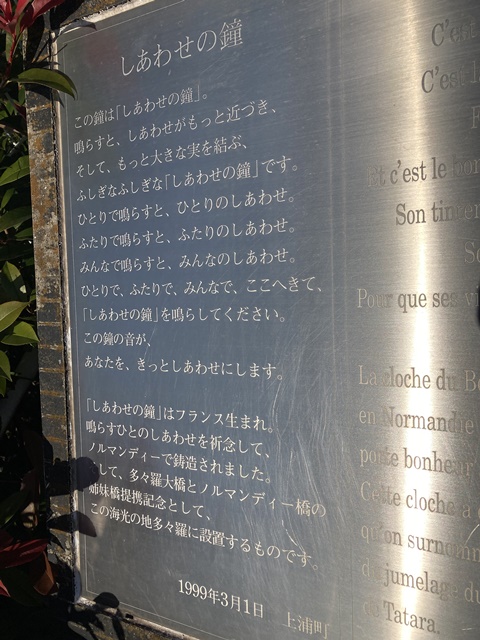 しあわせの鐘
この鐘は「しあわせの鐘」。
鳴らすと、しあわせがもっと近づき、
そして、もっと大きな実を結ぶ、
ふしぎなふしぎな「しあわせの鐘」です。
ひとりで鳴らすと、ひとりのしあわせ。
ふたりで鳴らすと、ふたりのしあわせ。
みんなで鳴らすと、みんなのしあわせ。
ひとりで、ふたりで、みんなで、ここへきて、
「しあわせの鐘」を鳴らしてください。
この鐘の音が、
あなたを、きっとしあわせにします。
「しあわせの鐘」はフランス生まれ。
鳴らすひとのしあわせを祈念して、
ノルマンディーで鋳造されました。
して、多々羅大橋とノルマンディー橋の
姉妹橋提携記念として、
この海光の地多々羅に設置するものです。
1999年3月1日 上浦町
C'est
C'est
Et c'est le bon
Son
Pour que ses
La cloche du
en Normandie
porte bonheur
Cette cloche a
qu'on surnomm
du jumelage du
Tatara.